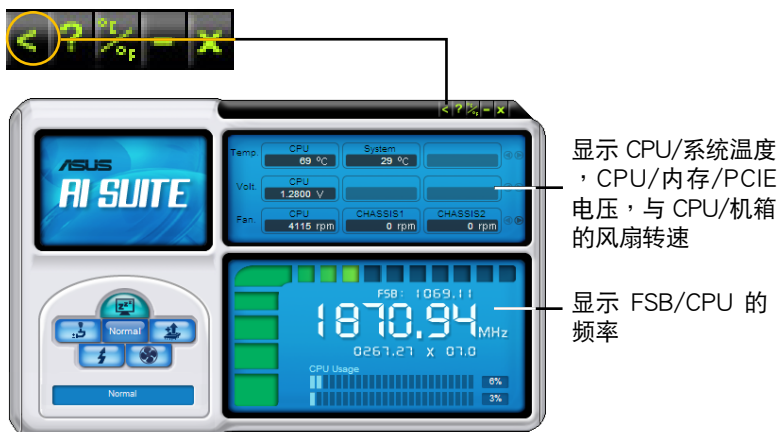 < ? °C/°F – x
< ? °C/°F – x
ASUS
AI SUITE
Temp. CPU 69 °C System 29 °C
Volt. CPU 1.2800 V
Fan. CPU 4115 rpm CHASSIS1 0 rpm CHASSIS2 0 rpm
显示 CPU/系统温度
，CPU/内存/PCIE
电压，与 CPU/机箱
的风扇转速
FSB: 1069.11
1870.94 MHz
0267.27 X 07.0
CPU Usage
6%
3%
显示 FSB/CPU 的
频率
zzz
Normal
Normal